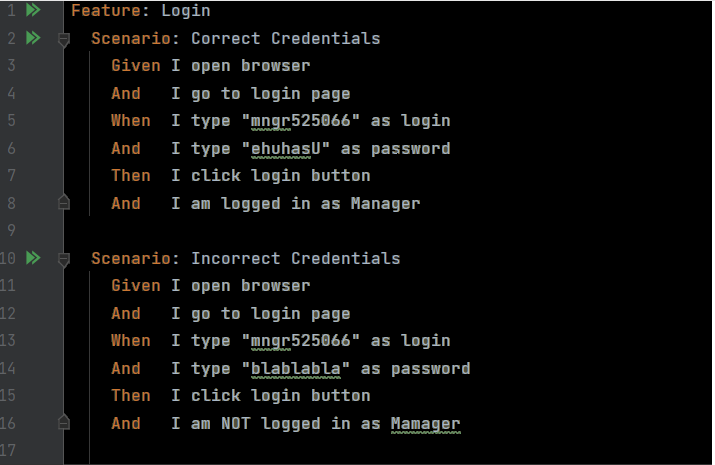 1 Feature: Login
2 Scenario: Correct Credentials
3 Given I open browser
4 And I go to login page
5 When I type "mngr525066" as login
6 And I type "ehuhasU" as password
7 Then I click login button
8 And I am logged in as Manager
9
10 Scenario: Incorrect Credentials
11 Given I open browser
12 And I go to login page
13 When I type "mngr525066" as login
14 And I type "blablabla" as password
15 Then I click login button
16 And I am NOT logged in as Mamager
17